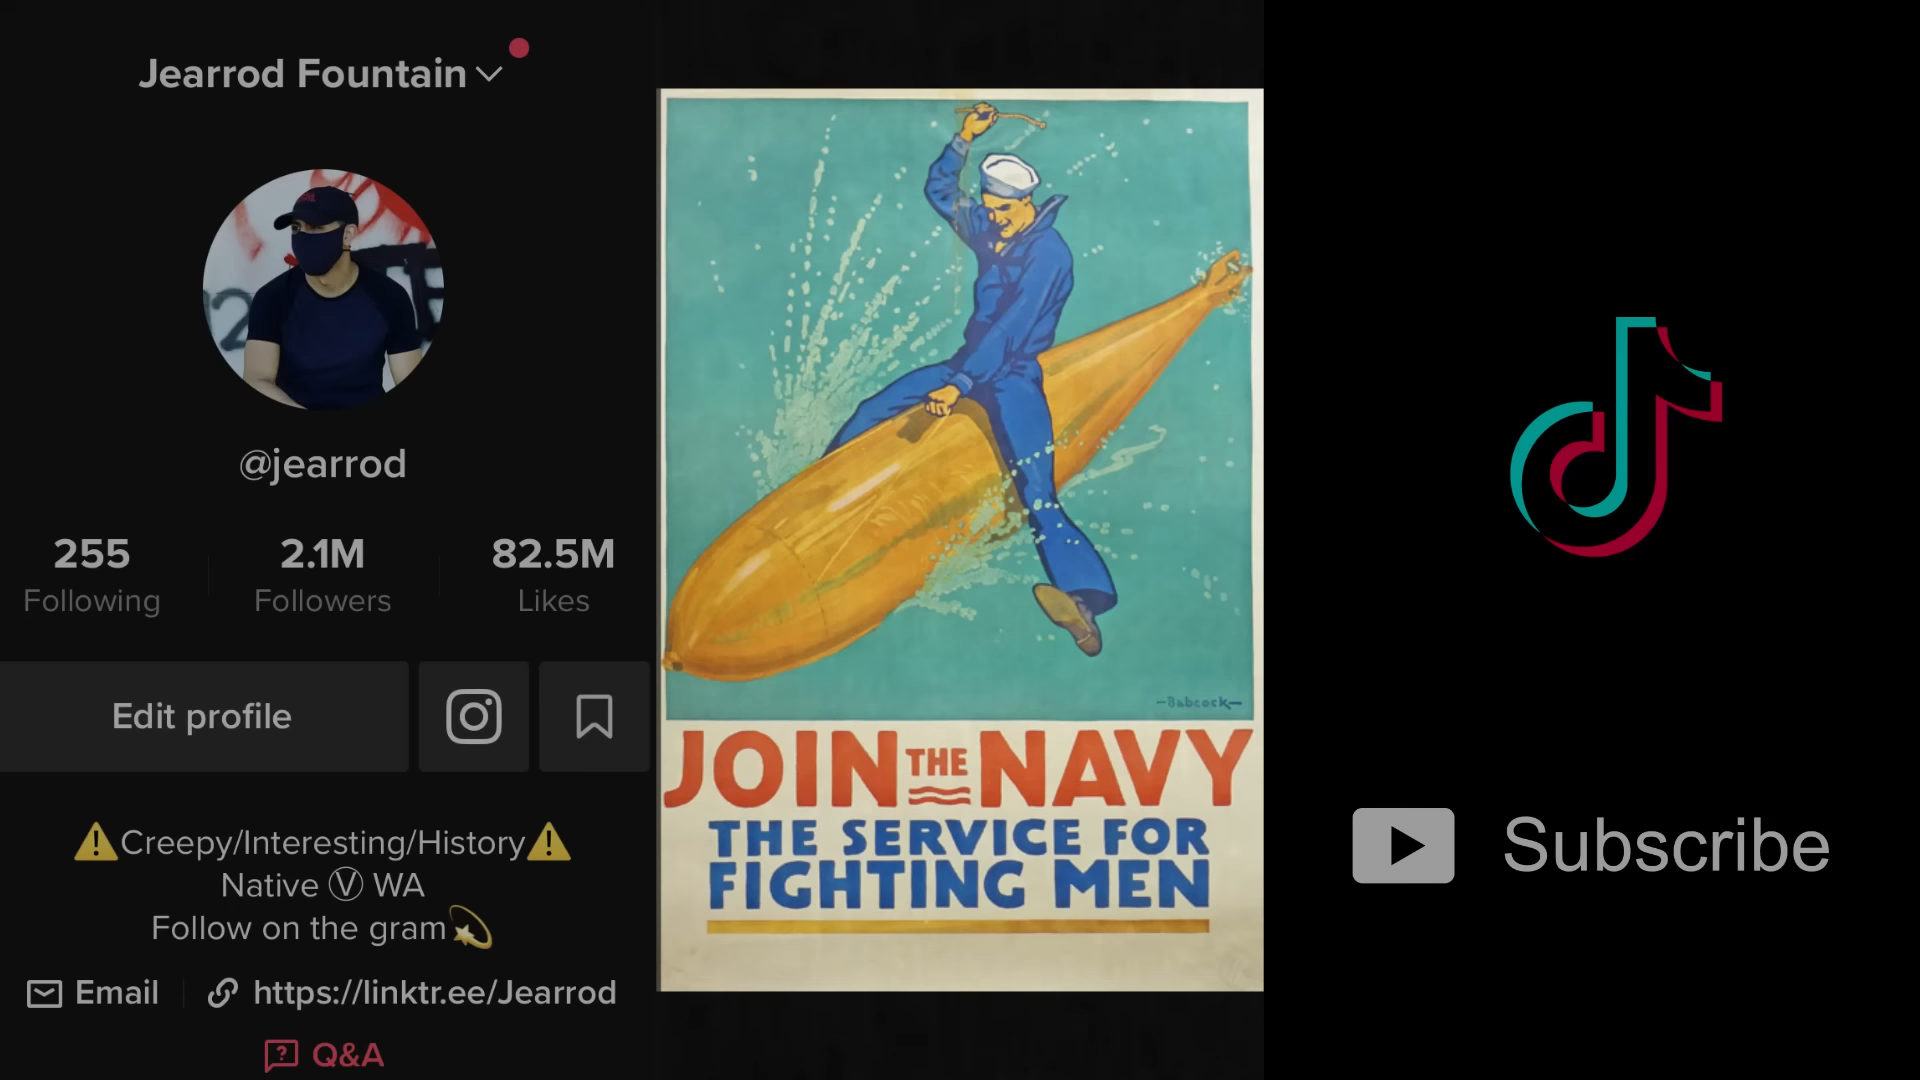 Jearrod Fountain
@jearrod
255
Following
2.1M
Followers
82.5M
Likes
Edit profile
⚠️Creepy/Interesting/History⚠️
Native Ⓥ WA
Follow on the gram💫
Email
https://linktr.ee/Jearrod
Q&A
-Babcock-
JOIN THE NAVY
THE SERVICE FOR
FIGHTING MEN
Subscribe